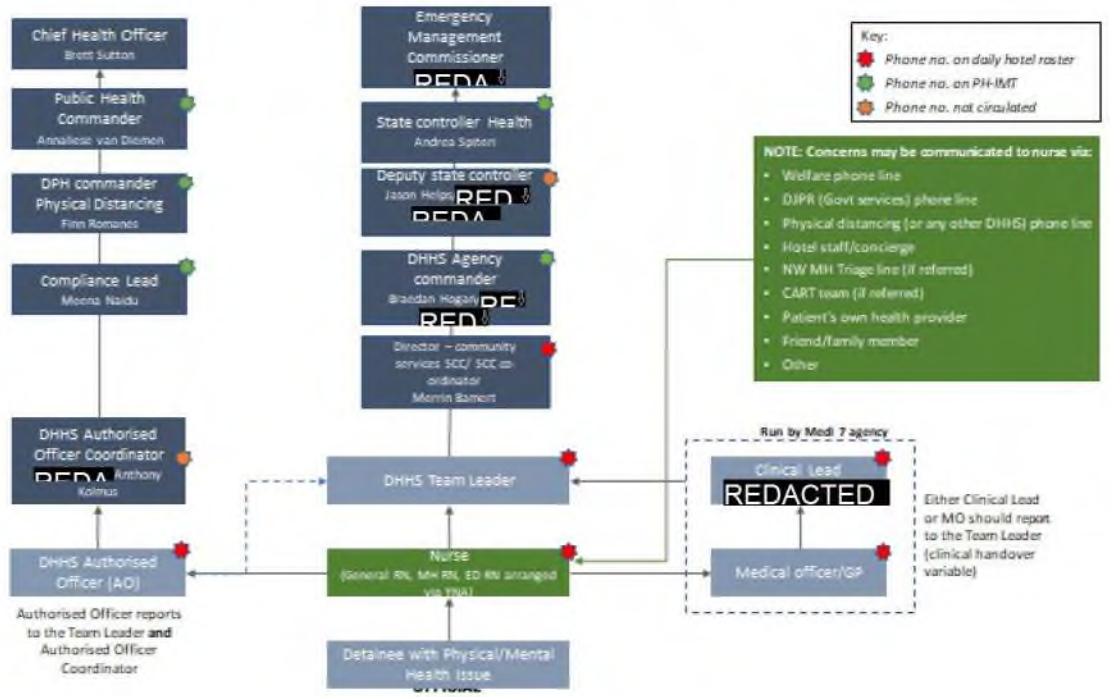 Chief Health Officer
Brett Sutton
Public Health
Commander
Annaliese van Diemen
DPH commander
Physical Distancing
Finn Romanes
Compliance Lead
Meena Naidu
DHHS Authorised
Officer Coordinator
REDA Anthony
Kolmus
DHHS Authorised
Officer (AO)
Authorised Officer reports
to the Team Leader and
Authorised Officer
Coordinator
Emergency
Management
Commissioner
REDA
State controller Health
Andrea Spiteri
Deputy state controller
Jason Helps RED
REDA
DHHS Agency
commander
Braedan Hogan RE
RED
Director – community
services SCC/ SCC co-
ordinator
Merrin Bamert
DHHS Team Leader
Nurse
(General RN, MH RN, ED RN arranged
via YNA)
Detainee with Physical/Mental
Health Issue
OFFICIAL
Key:
Phone no. on daily hotel roster
Phone no. on PH-IMT
Phone no. not circulated
NOTE: Concerns may be communicated to nurse via:
• Welfare phone line
• DJPR (Govt services) phone line
• Physical distancing (or any other DHHS) phone line
• Hotel staff/concierge
• NW MH Triage line (if referred)
• CART team (if referred)
• Patient's own health provider
• Friend/family member
• Other
Run by Medi 7 agency
Clinical Lead
REDACTED
Medical officer/GP
Either Clinical Lead
or MO should report
to the Team Leader
(clinical handover
variable)